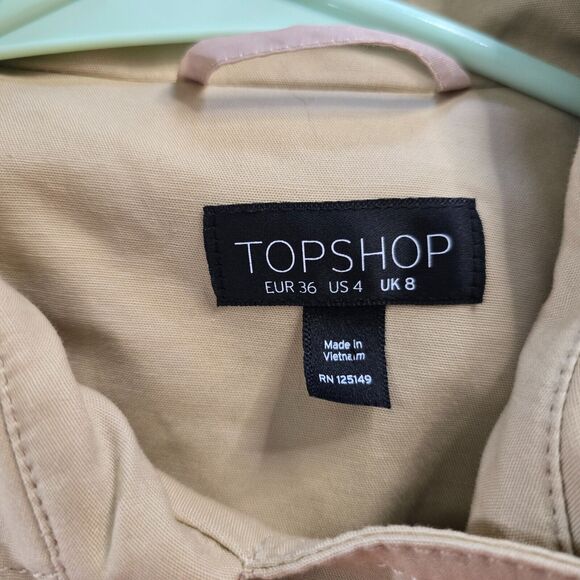 TOPSHOP
EUR 36 US 4 UK 8
Made in
Vietnam
RN 125149